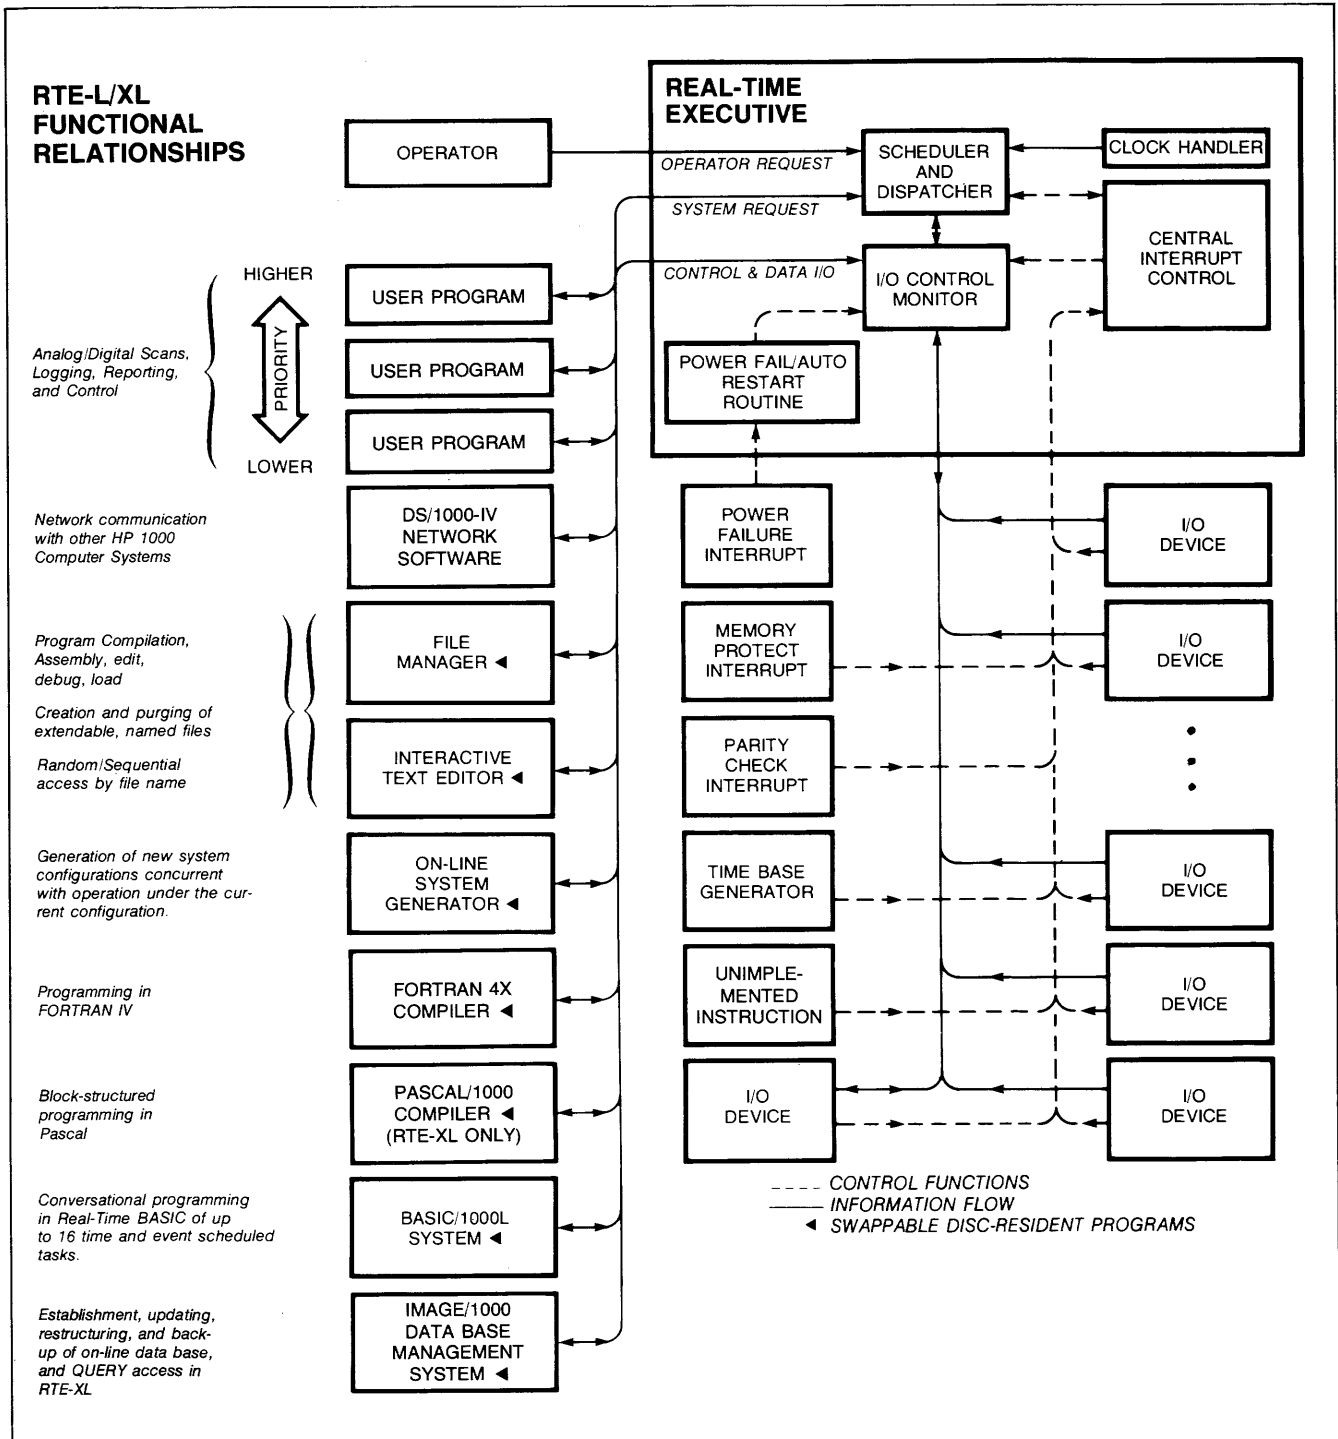 RTE-L/XL
FUNCTIONAL
RELATIONSHIPS
OPERATOR
REAL-TIME
EXECUTIVE
OPERATOR REQUEST
SYSTEM REQUEST
CONTROL & DATA I/O
SCHEDULER
AND
DISPATCHER
CLOCK HANDLER
CENTRAL
INTERRUPT
CONTROL
I/O CONTROL
MONITOR
POWER FAIL/AUTO
RESTART
ROUTINE
HIGHER
PRIORITY
LOWER
Analog/Digital Scans,
Logging, Reporting,
and Control
USER PROGRAM
USER PROGRAM
USER PROGRAM
Network communication
with other HP 1000
Computer Systems
DS/1000-IV
NETWORK
SOFTWARE
Program Compilation,
Assembly, edit,
debug, load
Creation and purging of
extendable, named files
Random/Sequential
access by file name
FILE
MANAGER ◄
INTERACTIVE
TEXT EDITOR ◄
Generation of new system
configurations concurrent
with operation under the cur-
rent configuration.
ON-LINE
SYSTEM
GENERATOR ◄
Programming in
FORTRAN IV
FORTRAN 4X
COMPILER ◄
Block-structured
programming in
Pascal
PASCAL/1000
COMPILER ◄
(RTE-XL ONLY)
Conversational programming
in Real-Time BASIC of up
to 16 time and event scheduled
tasks.
BASIC/1000L
SYSTEM ◄
Establishment, updating,
restructuring, and back-
up of on-line data base,
and QUERY access in
RTE-XL
IMAGE/1000
DATA BASE
MANAGEMENT
SYSTEM ◄
POWER
FAILURE
INTERRUPT
MEMORY
PROTECT
INTERRUPT
PARITY
CHECK
INTERRUPT
TIME BASE
GENERATOR
UNIMPLE-
MENTED
INSTRUCTION
I/O
DEVICE
I/O
DEVICE
I/O
DEVICE
I/O
DEVICE
I/O
DEVICE
I/O
DEVICE
---- CONTROL FUNCTIONS
—— INFORMATION FLOW
◄ SWAPPABLE DISC-RESIDENT PROGRAMS